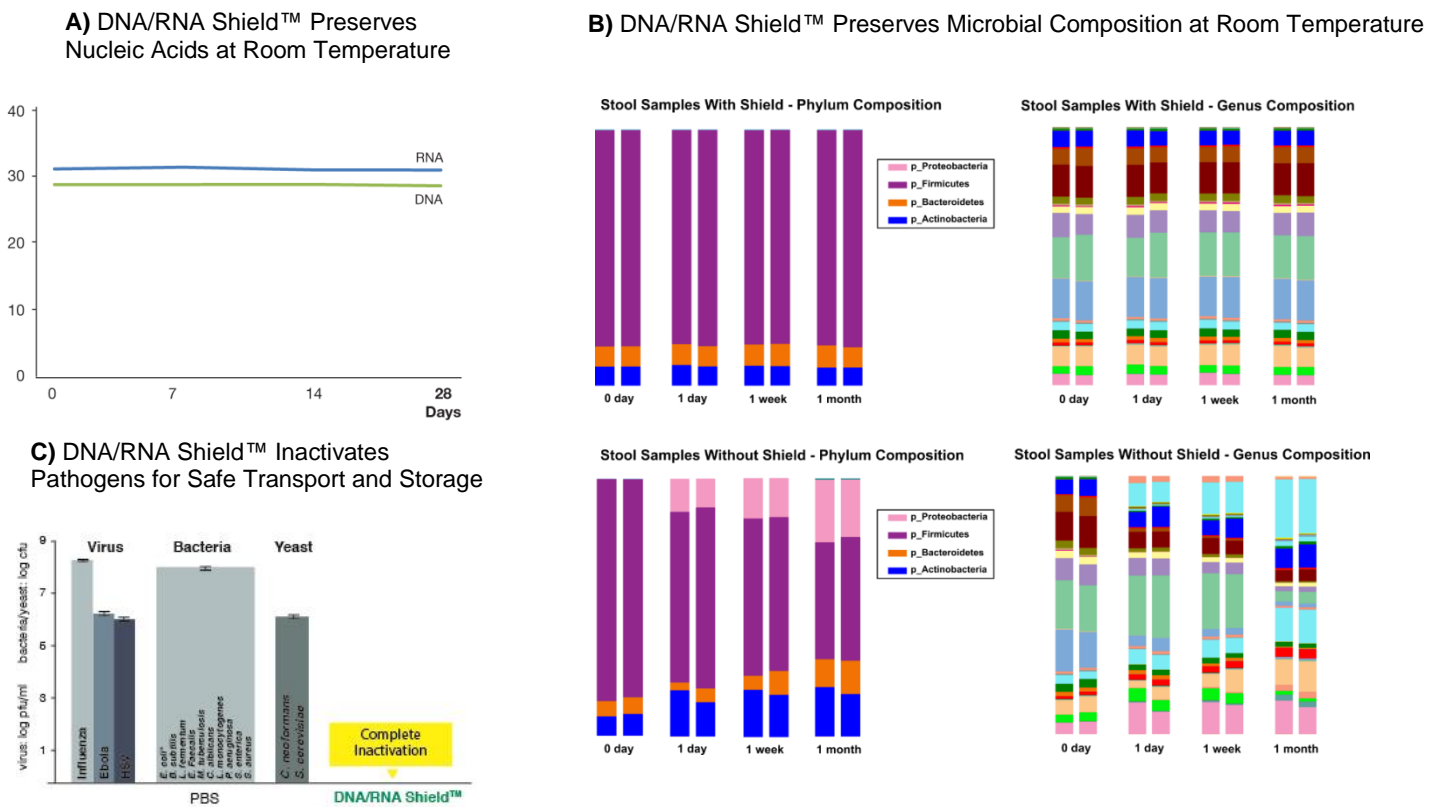 A) DNA/RNA Shield™ Preserves
Nucleic Acids at Room Temperature
40
30
20
10
0
RNA
DNA
0 7 14 28
Days
B) DNA/RNA Shield™ Preserves Microbial Composition at Room Temperature
Stool Samples With Shield - Phylum Composition
p_Proteobacteria
p_Firmicutes
p_Bacteroidetes
p_Actinobacteria
0 day 1 day 1 week 1 month
Stool Samples With Shield - Genus Composition
0 day 1 day 1 week 1 month
Stool Samples Without Shield - Phylum Composition
p_Proteobacteria
p_Firmicutes
p_Bacteroidetes
p_Actinobacteria
0 day 1 day 1 week 1 month
Stool Samples Without Shield - Genus Composition
0 day 1 day 1 week 1 month
C) DNA/RNA Shield™ Inactivates
Pathogens for Safe Transport and Storage
virus: log pfu/ml bacteria/yeast: log cfu
9
7
5
3
1
Virus Bacteria Yeast
Influenza
Ebola
HSV
E. coli*
B. subtilis
L. fermentum
E. Faecalis
M. tuberculosis
C. albilcans
L. monocytogenes
P. aeruginosa
S. enterica
S. aureus
C. neoformans
S. cerevisiae
Complete
Inactivation
PBS
DNA/RNA Shield™